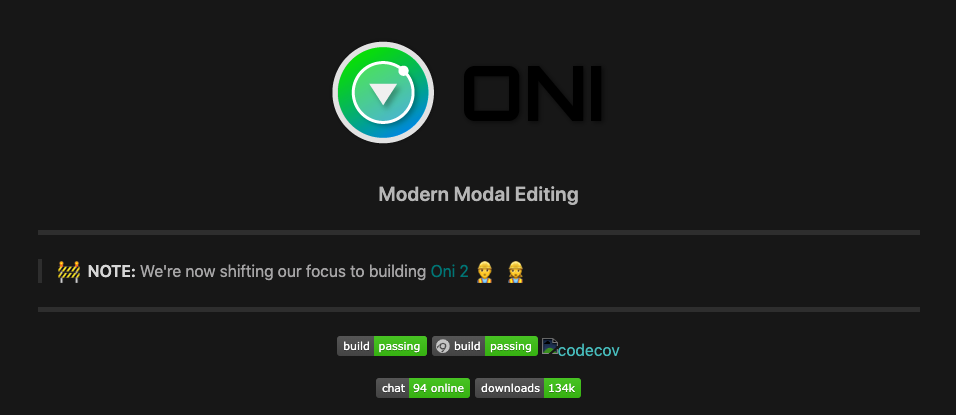 ONI
Modern Modal Editing
🚧 NOTE: We're now shifting our focus to building Oni 2 👷 👷‍♀️
build passing build passing codecov
chat 94 online downloads 134k